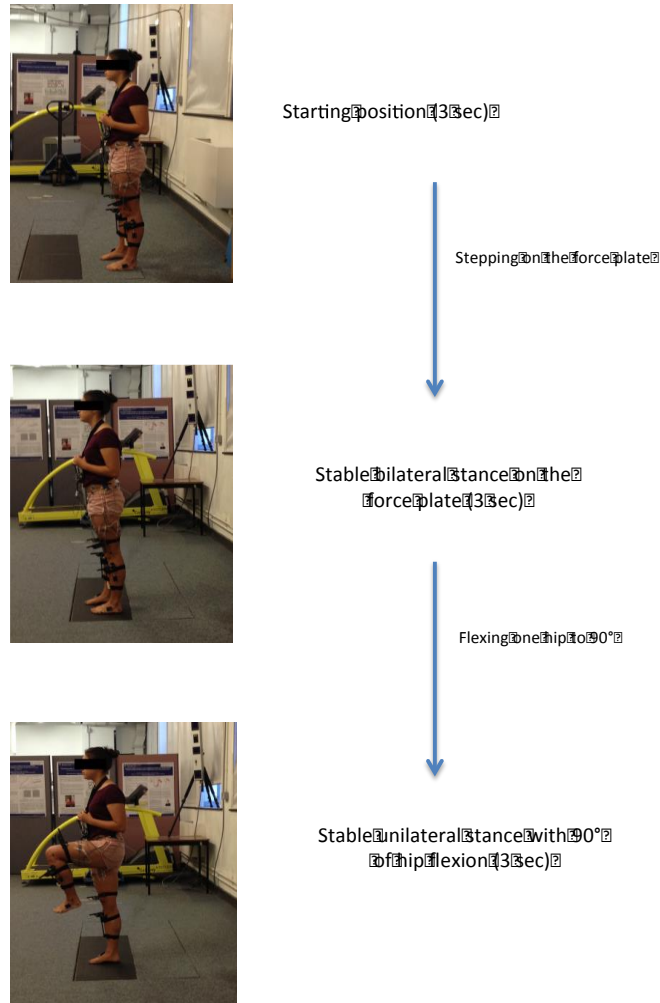 Starting position (3 sec)
Stepping on the force plate
Stable bilateral stance on the
force plate (3 sec)
Flexing one hip to 90°
Stable unilateral stance with 90°
of hip flexion (3 sec)